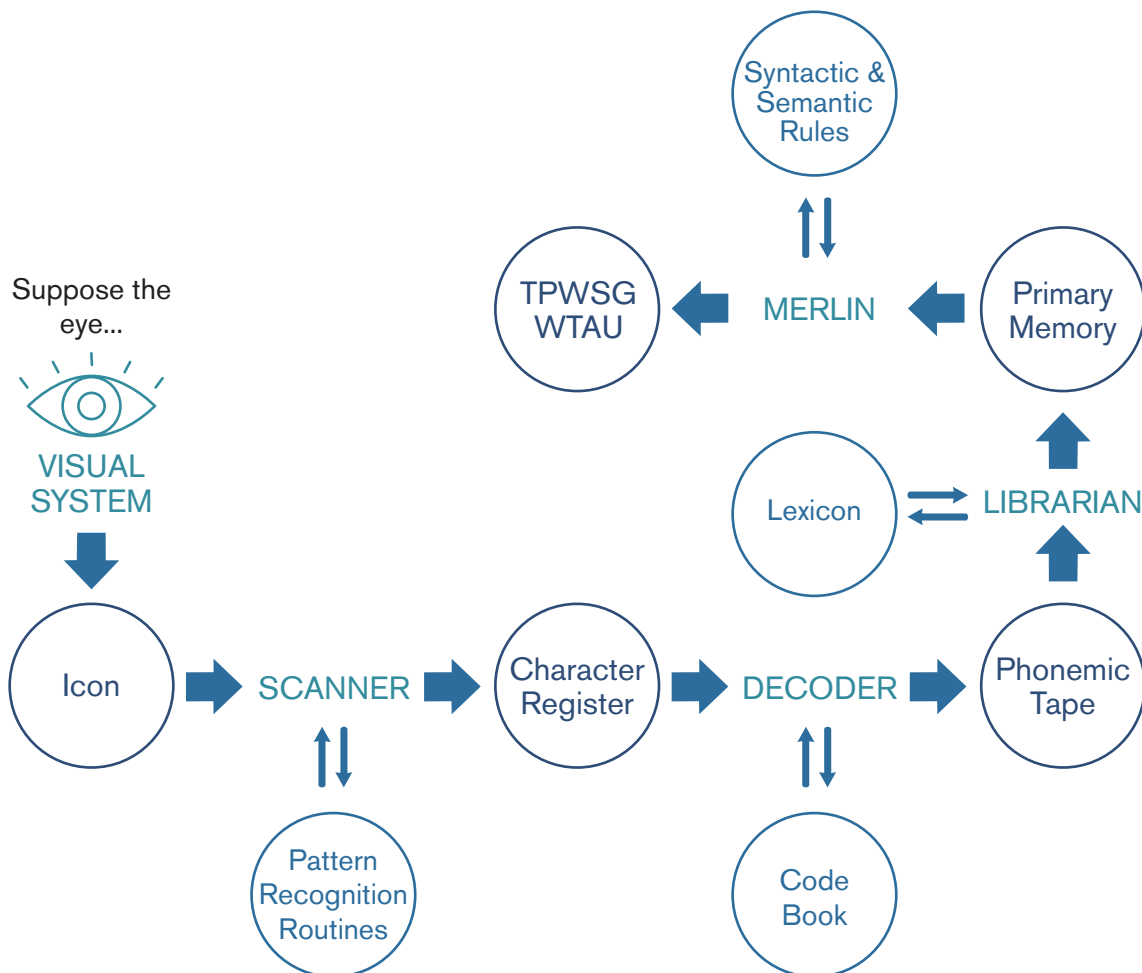 Suppose the
eye...
VISUAL
SYSTEM
Icon
SCANNER
Pattern
Recognition
Routines
Character
Register
DECODER
Code
Book
Phonemic
Tape
LIBRARIAN
Lexicon
Primary
Memory
MERLIN
Syntactic &
Semantic
Rules
TPWSG
WTAU